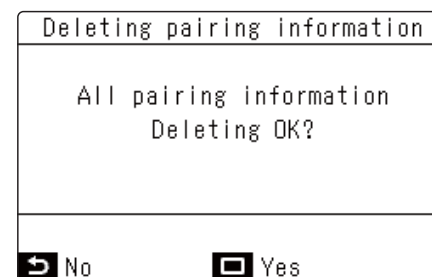 Deleting pairing information
All pairing information
Deleting OK?
No Yes